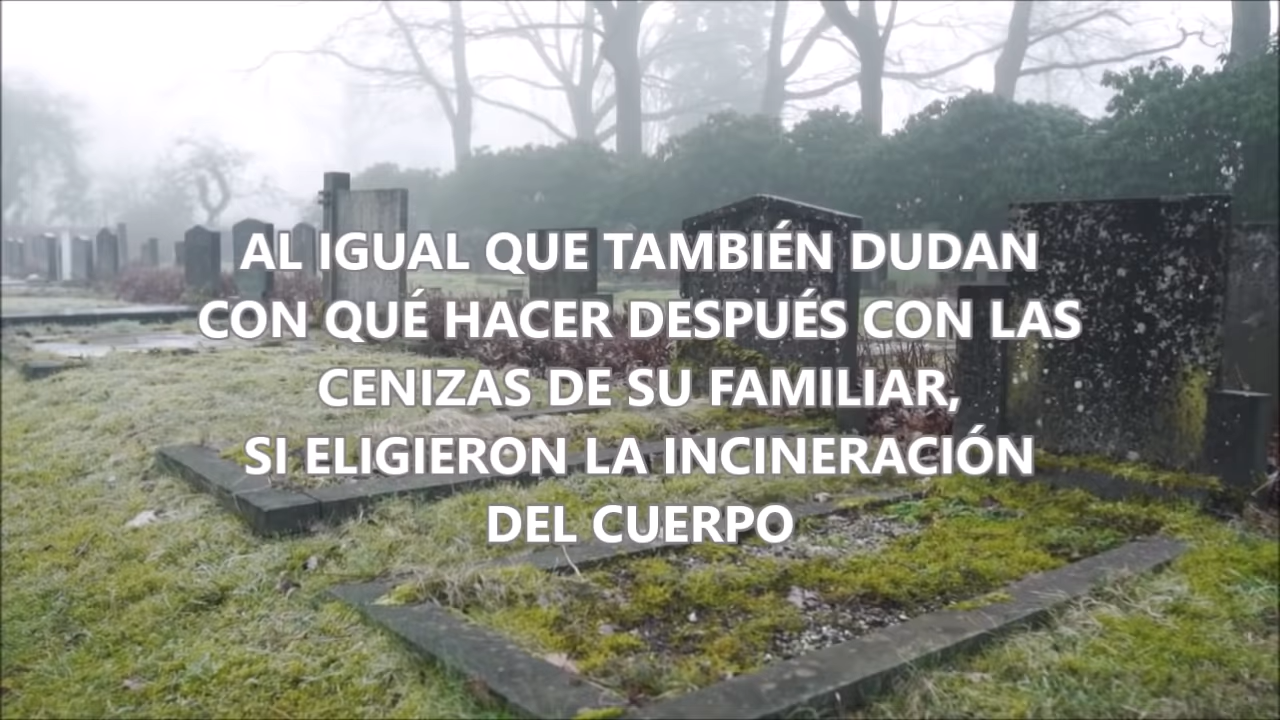 AL IGUAL QUE TAMBIÉN DUDAN
CON QUÉ HACER DESPUÉS CON LAS
CENIZAS DE SU FAMILIAR,
SI ELIGIERON LA INCINERACIÓN
DEL CUERPO